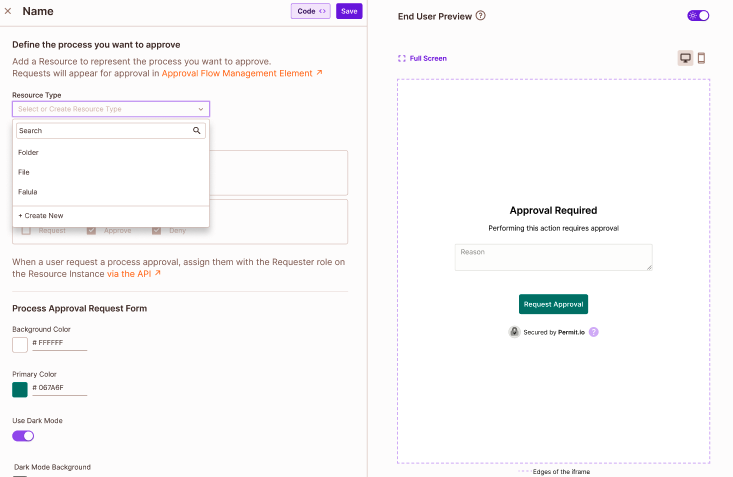 Name
Code <>
Save
Define the process you want to approve
Add a Resource to represent the process you want to approve.
Requests will appear for approval in Approval Flow Management Element ↗
Resource Type
Select or Create Resource Type
Search
Folder
File
Falula
+ Create New
Request
Approve
Deny
When a user request a process approval, assign them with the Requester role on
the Resource Instance via the API ↗
Process Approval Request Form
Background Color
# FFFFFF
Primary Color
# 067A6F
Use Dark Mode
Dark Mode Background
End User Preview ?
Full Screen
Approval Required
Performing this action requires approval
Reason
Request Approval
Secured by Permit.io ?
Edges of the iframe